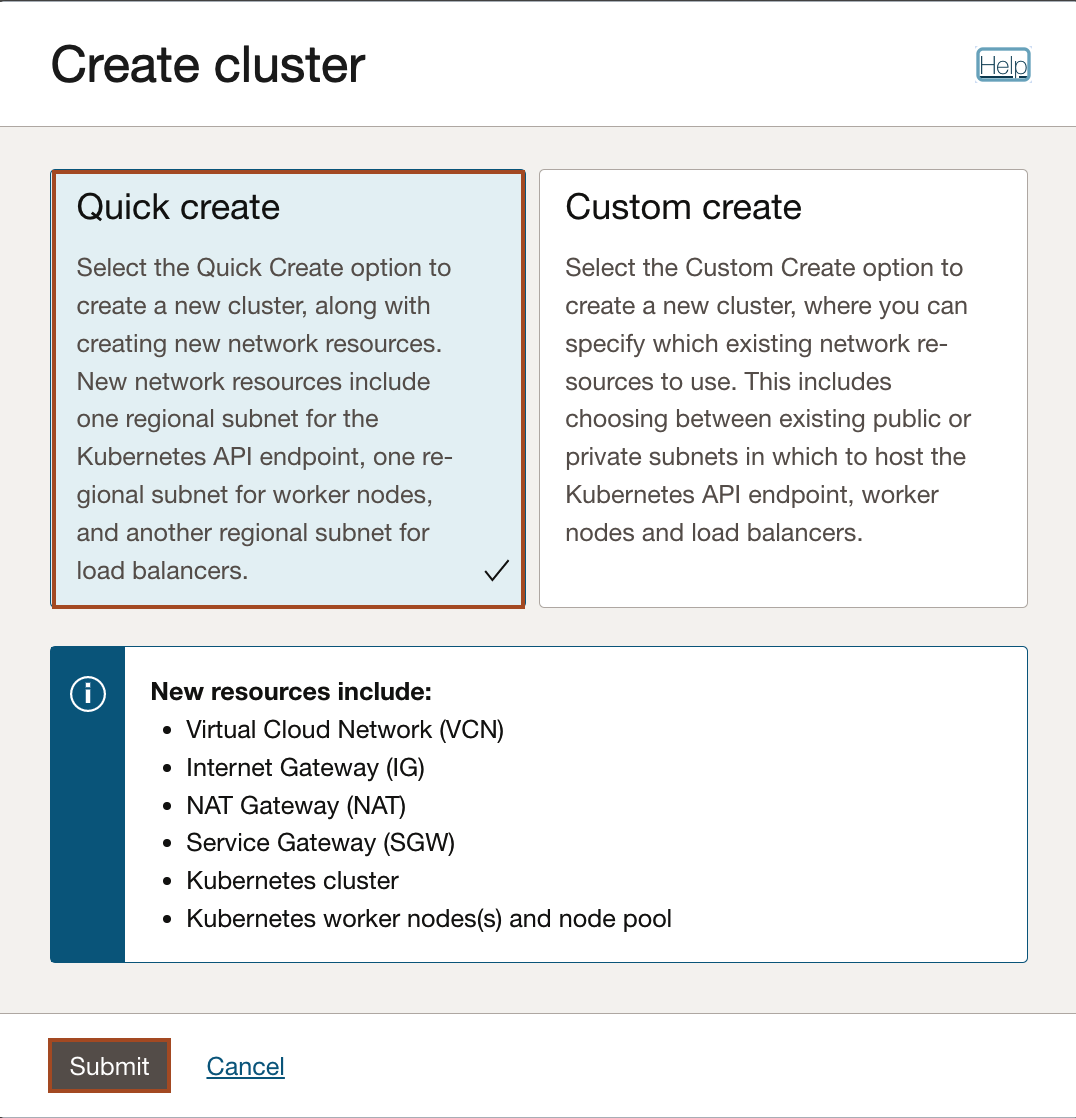 Create cluster
Help
Quick create
Select the Quick Create option to
create a new cluster, along with
creating new network resources.
New network resources include
one regional subnet for the
Kubernetes API endpoint, one re-
gional subnet for worker nodes,
and another regional subnet for
load balancers.
Custom create
Select the Custom Create option to
create a new cluster, where you can
specify which existing network re-
sources to use. This includes
choosing between existing public or
private subnets in which to host the
Kubernetes API endpoint, worker
nodes and load balancers.
New resources include:
• Virtual Cloud Network (VCN)
• Internet Gateway (IG)
• NAT Gateway (NAT)
• Service Gateway (SGW)
• Kubernetes cluster
• Kubernetes worker nodes(s) and node pool
Submit
Cancel